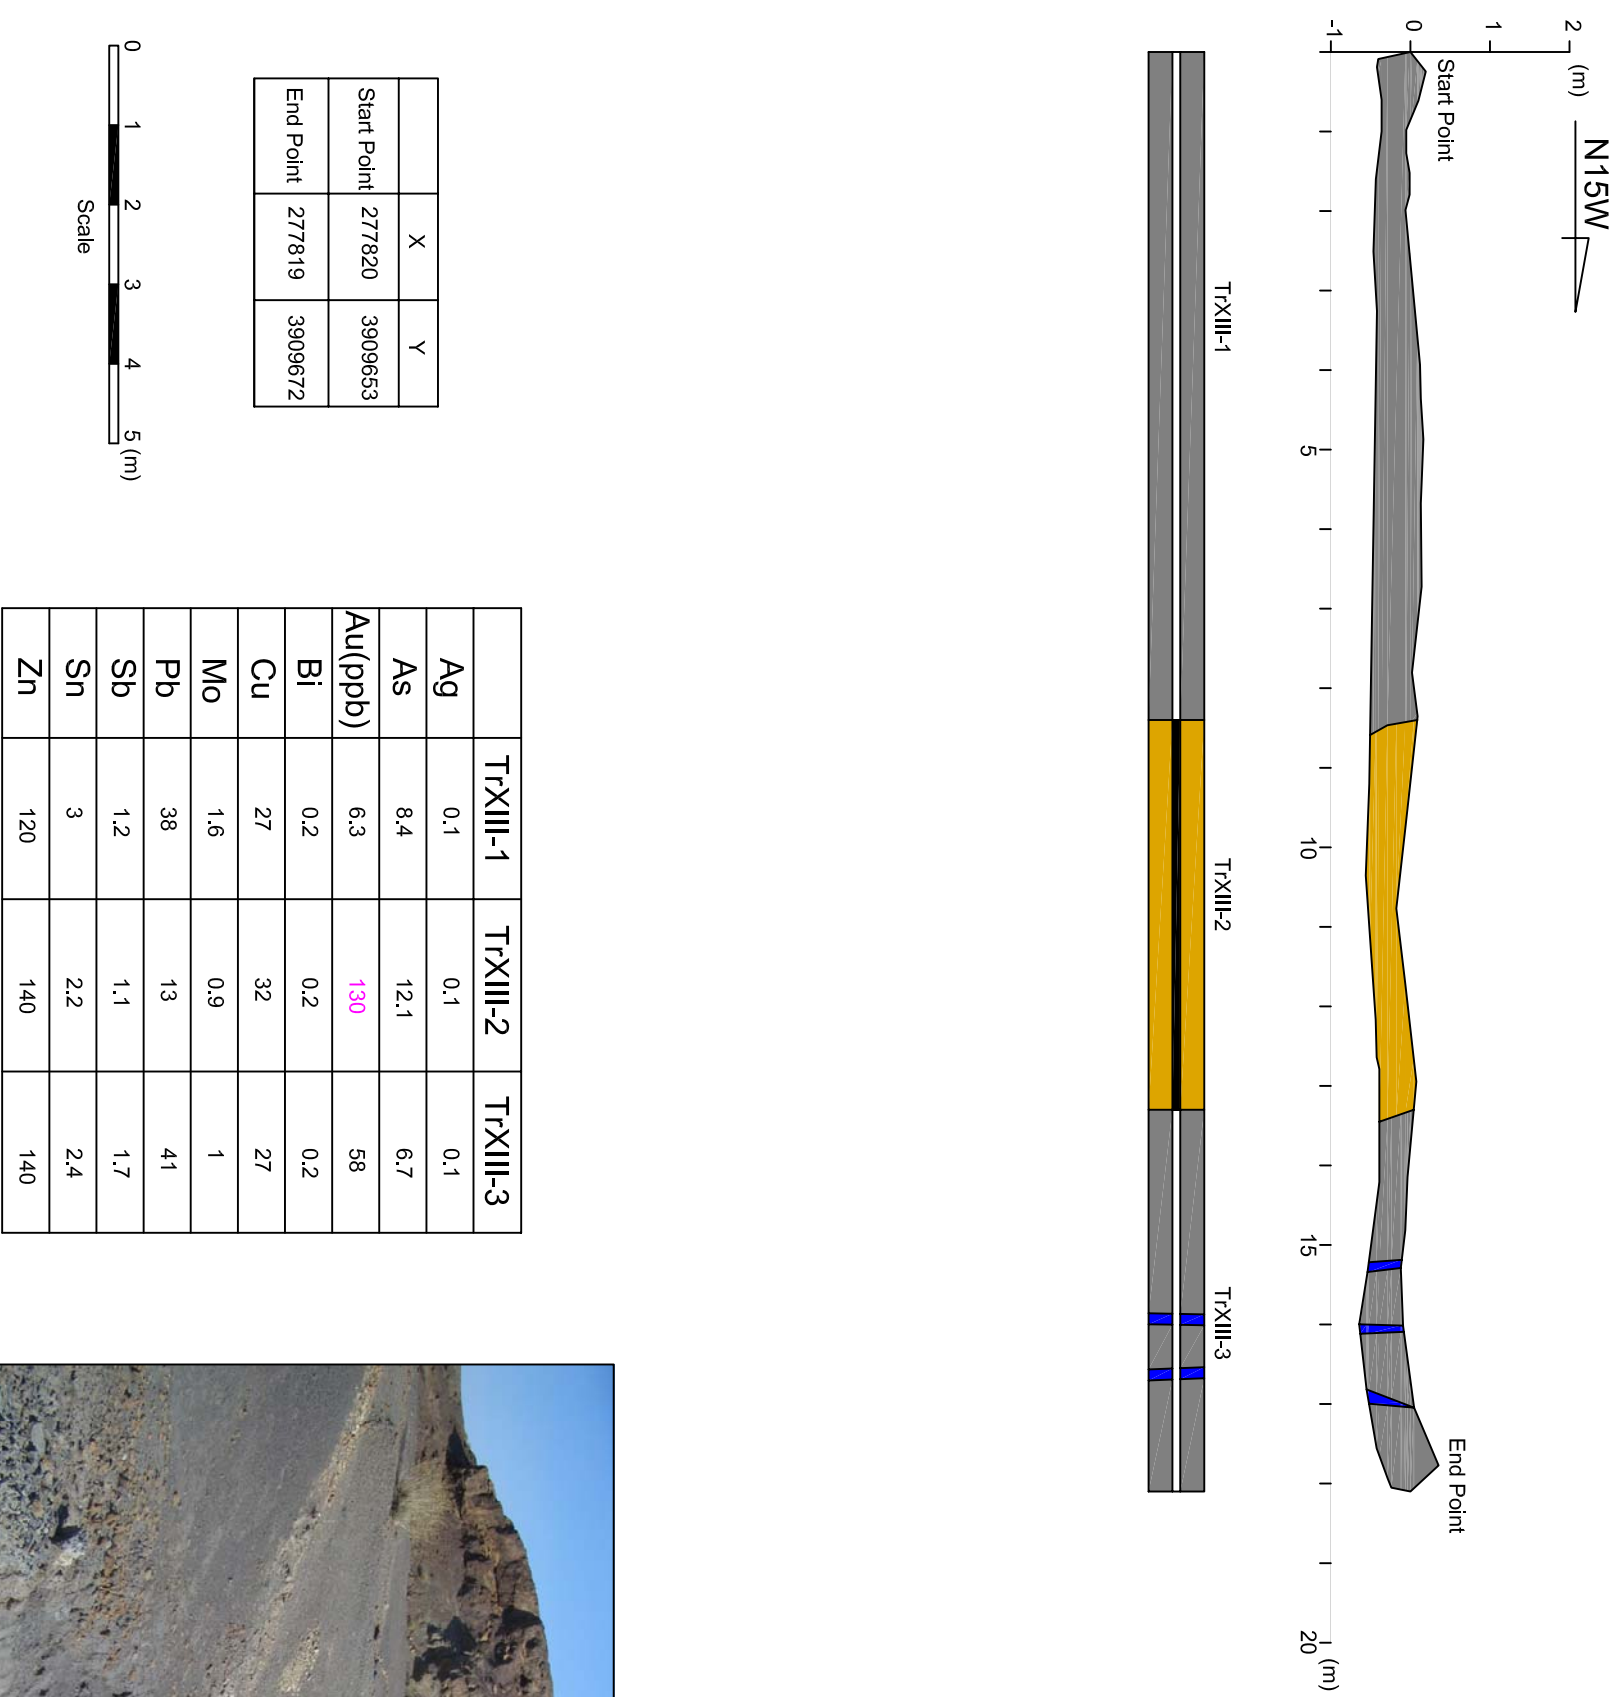 N15W
2 (m)
1
0
-1
Start Point
End Point
5
10
15
20 (m)
TrXIII-1
TrXIII-2
TrXIII-3
X Y
Start Point 277820 3909653
End Point 277819 3909672
0 1 2 3 4 5 (m)
Scale
TrXIII-1 TrXIII-2 TrXIII-3
Ag 0.1 0.1 0.1
As 8.4 12.1 6.7
Au(ppb) 6.3 130 58
Bi 0.2 0.2 0.2
Cu 27 32 27
Mo 1.6 0.9 1
Pb 38 13 41
Sb 1.2 1.1 1.7
Sn 3 2.2 2.4
Zn 120 140 140